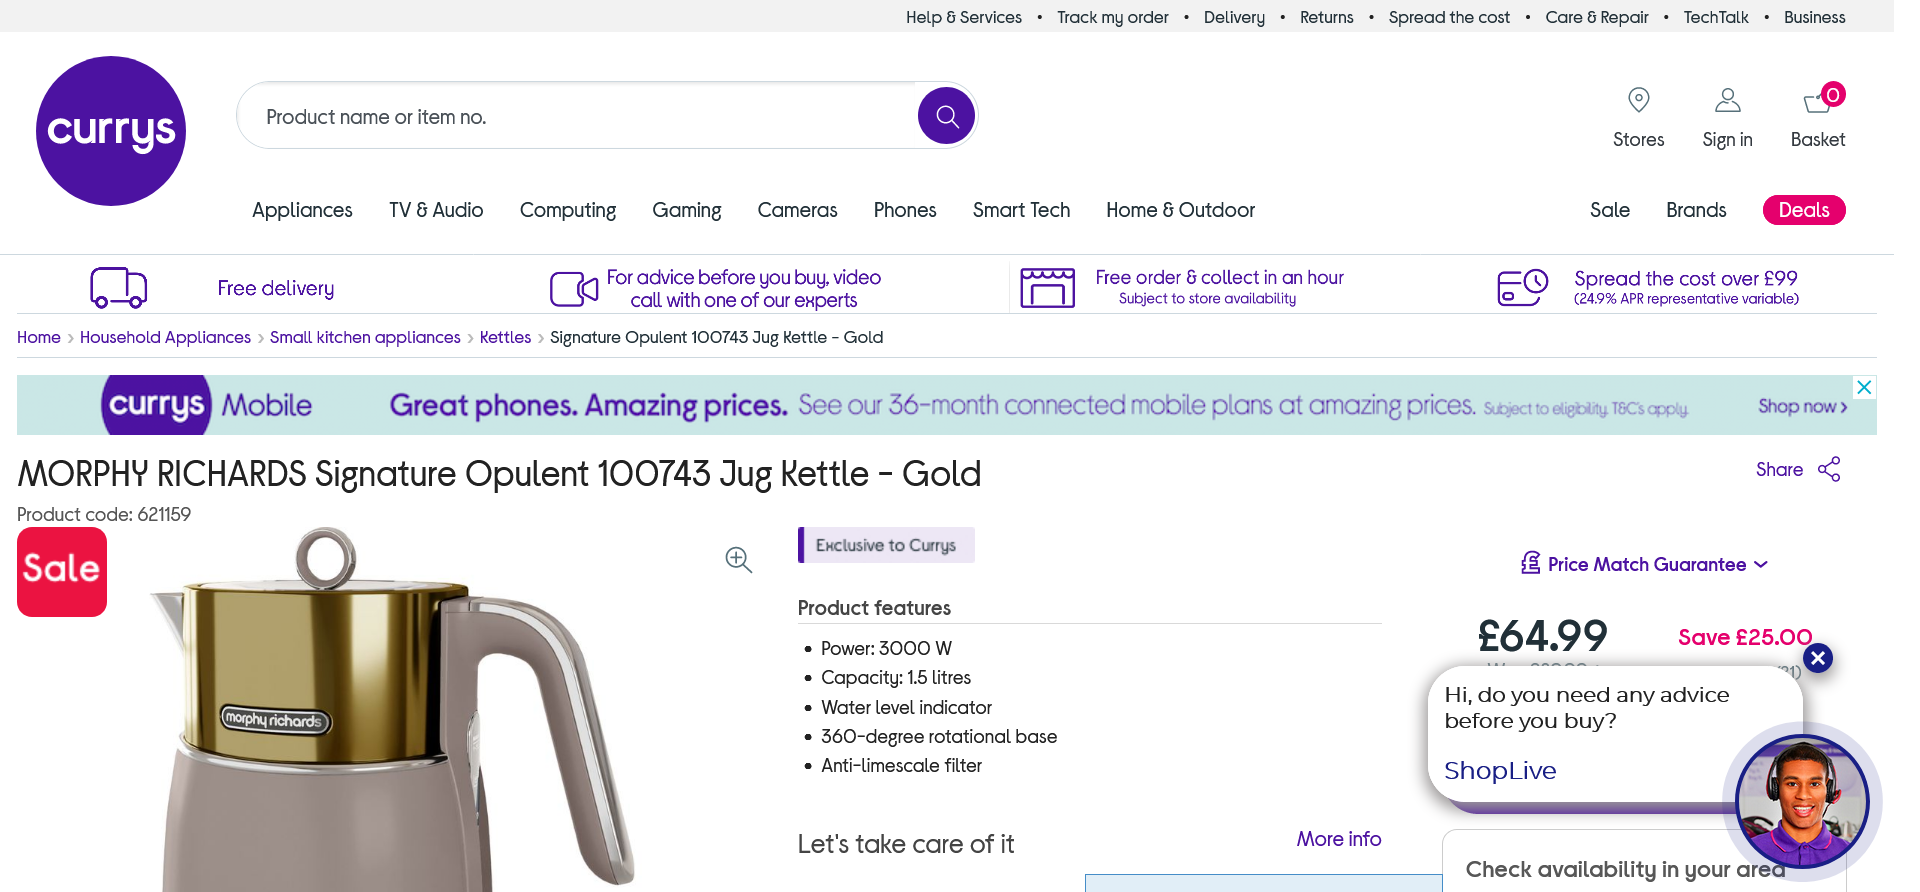 Help & Services • Track my order • Delivery • Returns • Spread the cost • Care & Repair • TechTalk • Business
currys
Product name or item no.
Stores
Sign in
0
Basket
Appliances TV & Audio Computing Gaming Cameras Phones Smart Tech Home & Outdoor Sale Brands Deals
Free delivery
For advice before you buy, video
call with one of our experts
Free order & collect in an hour
Subject to store availability
Spread the cost over £99
(24.9% APR representative variable)
Home > Household Appliances > Small kitchen appliances > Kettles > Signature Opulent 100743 Jug Kettle - Gold
currys Mobile Great phones. Amazing prices. See our 36-month connected mobile plans at amazing prices. Subject to eligibility. T&C's apply. Shop now >
MORPHY RICHARDS Signature Opulent 100743 Jug Kettle - Gold
Share
Product code: 621159
Sale
morphy richards
Exclusive to Currys
Product features
• Power: 3000 W
• Capacity: 1.5 litres
• Water level indicator
• 360-degree rotational base
• Anti-limescale filter
Let's take care of it
More info
Price Match Guarantee
£64.99
Save £25.00
Hi, do you need any advice
before you buy?
ShopLive
Check availability in your area